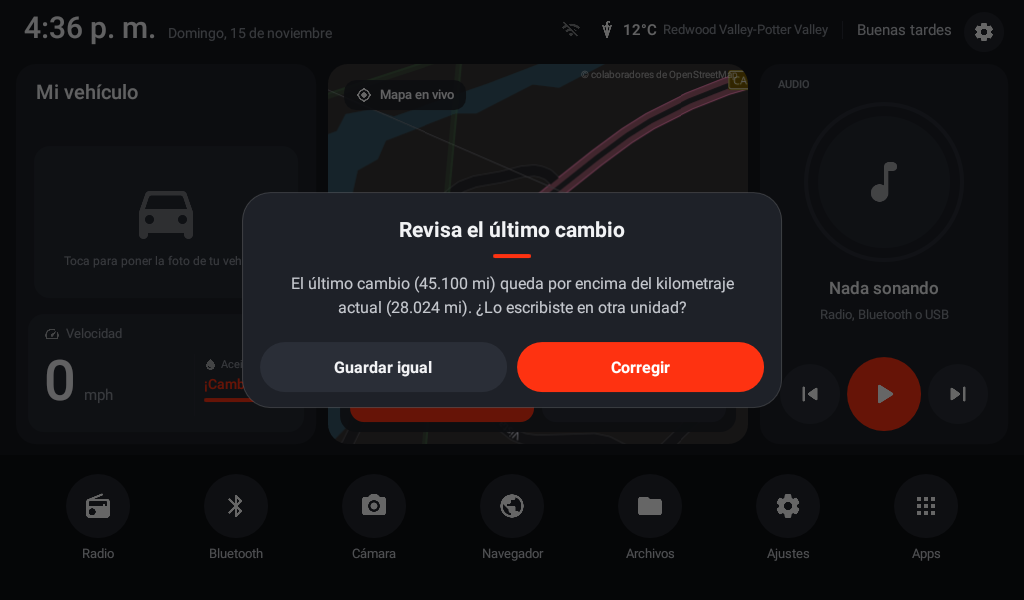 4:36 p. m.
Domingo, 15 de noviembre
12°C
Redwood Valley-Potter Valley
Buenas tardes
Mi vehículo
Toca para poner la foto de tu
Velocidad
0 mph
© colaboradores de OpenStreetMap
CA
Mapa en vivo
Revisa el último cambio
El último cambio (45.100 mi) queda por encima del kilometraje
actual (28.024 mi). ¿Lo escribiste en otra unidad?
Guardar igual
Corregir
AUDIO
Nada sonando
Radio, Bluetooth o USB
Radio
Bluetooth
Cámara
Navegador
Archivos
Ajustes
Apps